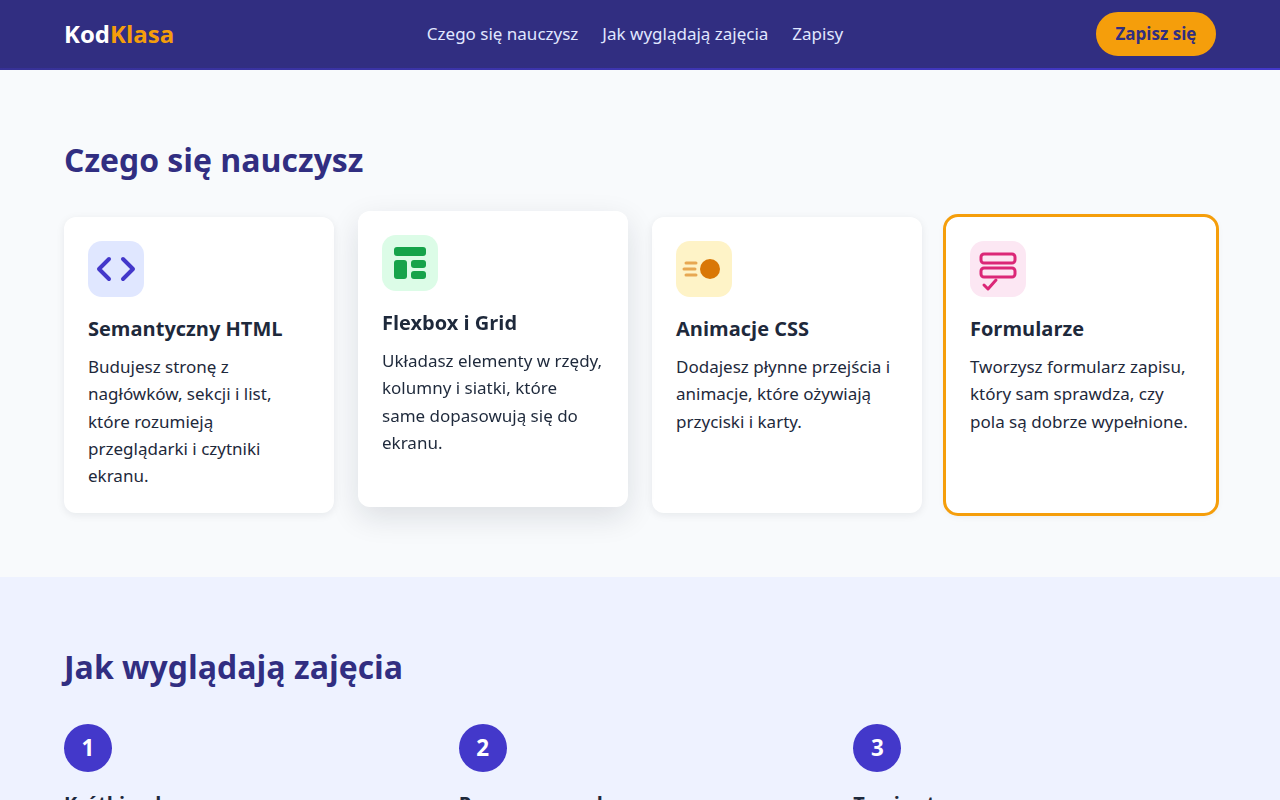 KodKlasa
Czego się nauczysz
Jak wyglądają zajęcia
Zapisy
Zapisz się
Czego się nauczysz
Semantyczny HTML
Budujesz stronę z
nagłówków, sekcji i list,
które rozumieją
przeglądarki i czytniki
ekranu.
Flexbox i Grid
Układasz elementy w rzędy,
kolumny i siatki, które
same dopasowują się do
ekranu.
Animacje CSS
Dodajesz płynne przejścia i
animacje, które ożywiają
przyciski i karty.
Formularze
Tworzysz formularz zapisu,
który sam sprawdza, czy
pola są dobrze wypełnione.
Jak wyglądają zajęcia
1
2
3